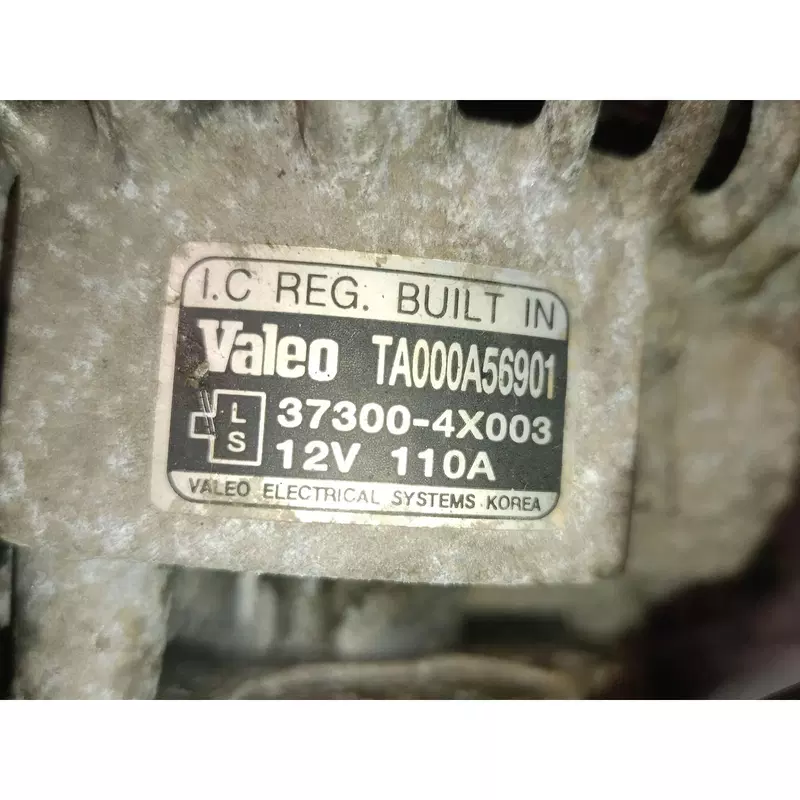 I.C REG. BUILT IN
Valeo TA000A56901
L 37300-4X003
S 12V 110A
VALEO ELECTRICAL SYSTEMS KOREA